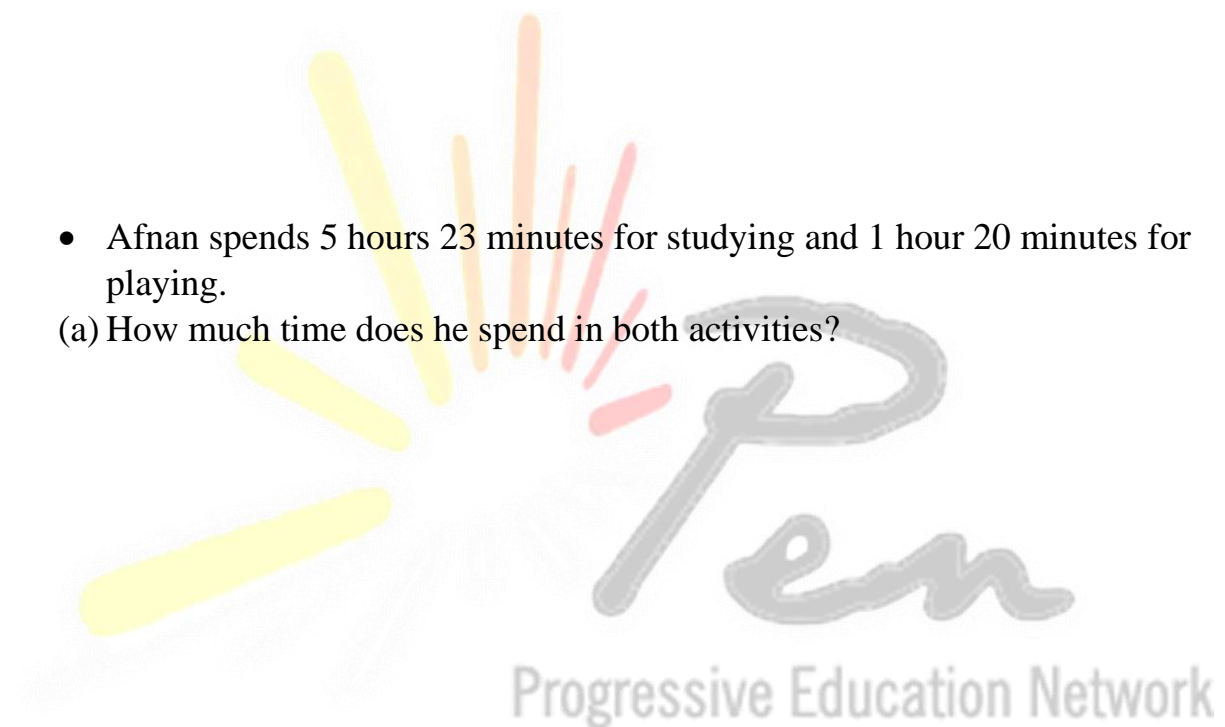 • Afnan spends 5 hours 23 minutes for studying and 1 hour 20 minutes for
playing.
(a) How much time does he spend in both activities?
Pen
Progressive Education Network